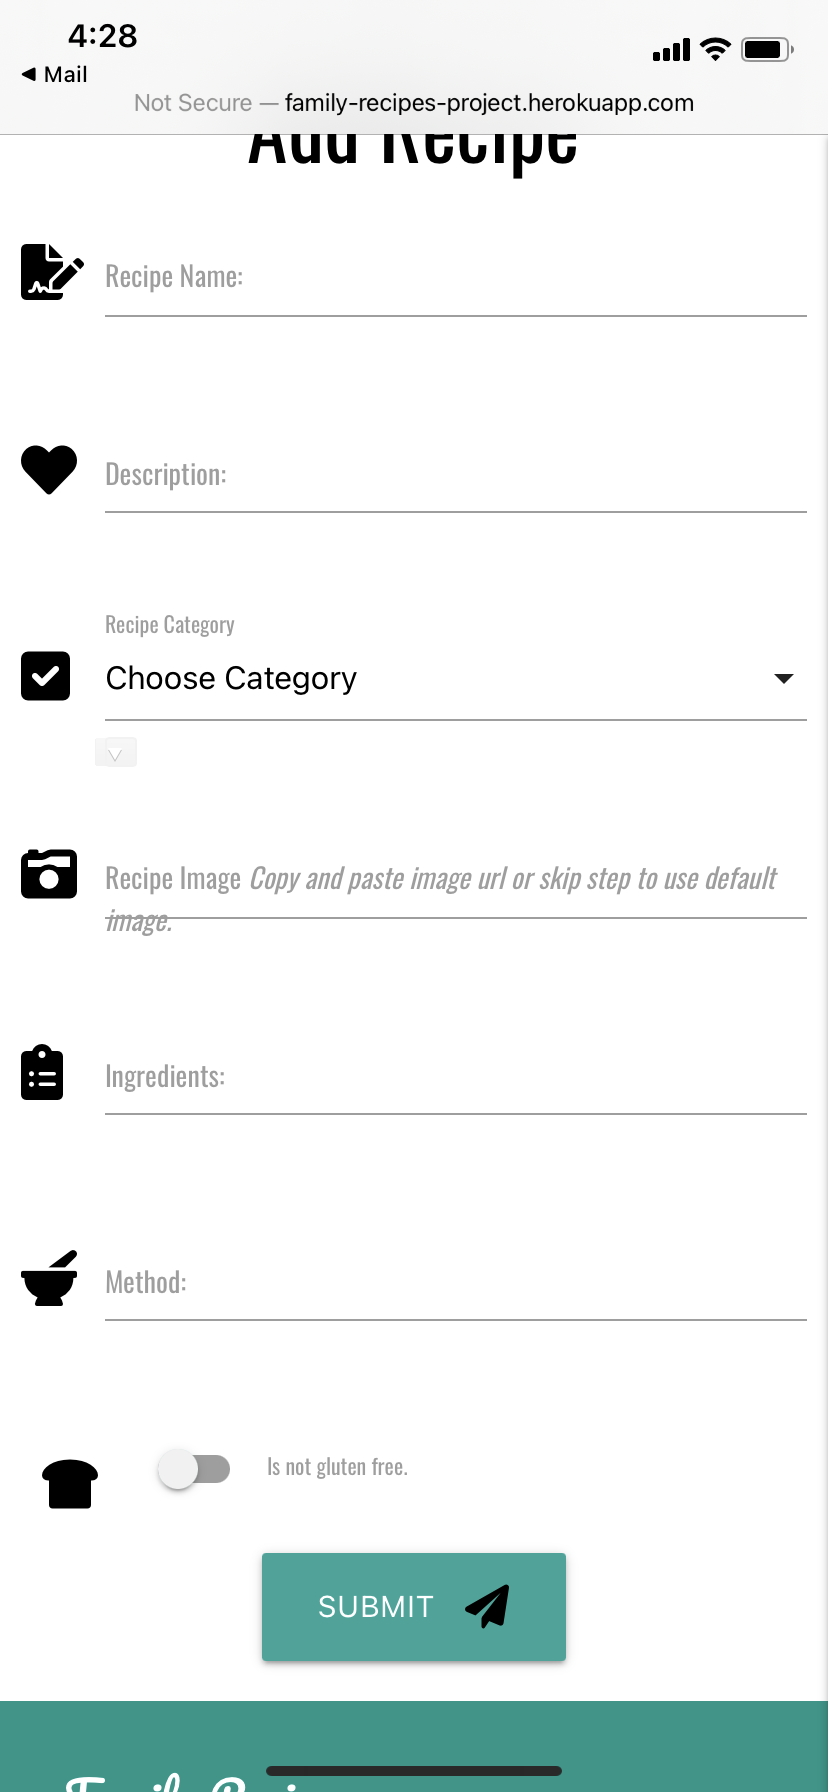 4:28
Mail
Not Secure — family-recipes-project.herokuapp.com
Add Recipe
Recipe Name:
Description:
Recipe Category
Choose Category
Recipe Image Copy and paste image url or skip step to use default
image.
Ingredients:
Method:
Is not gluten free.
SUBMIT